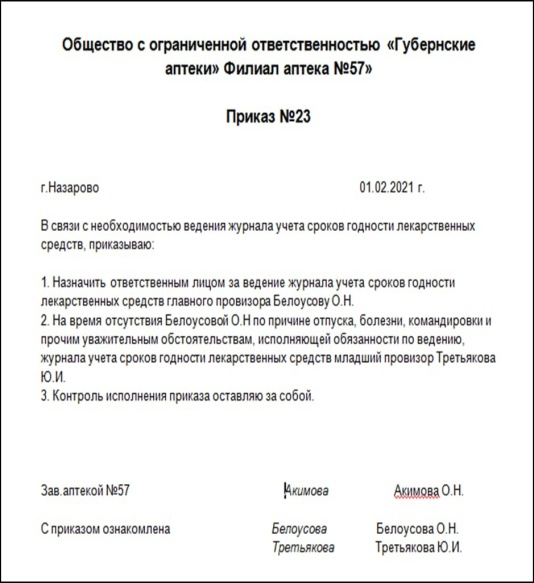 Общество с ограниченной ответственностью «Губернские
аптеки» Филиал аптека №57»
Приказ №23
г.Назарово 01.02.2021 г.
В связи с необходимостью ведения журнала учета сроков годности лекарственных
средств, приказываю:
1. Назначить ответственным лицом за ведение журнала учета сроков годности
лекарственных средств главного провизора Белоусову О.Н.
2. На время отсутствия Белоусовой О.Н по причине отпуска, болезни, командировки и
прочим уважительным обстоятельствам, исполняющей обязанности по ведению,
журнала учета сроков годности лекарственных средств младший провизор Третьякова
Ю.И.
3. Контроль исполнения приказа оставляю за собой.
Зав.аптекой №57 Акимова Акимова О.Н.
С приказом ознакомлена Белоусова Белоусова О.Н.
Третьякова Третьякова Ю.И.